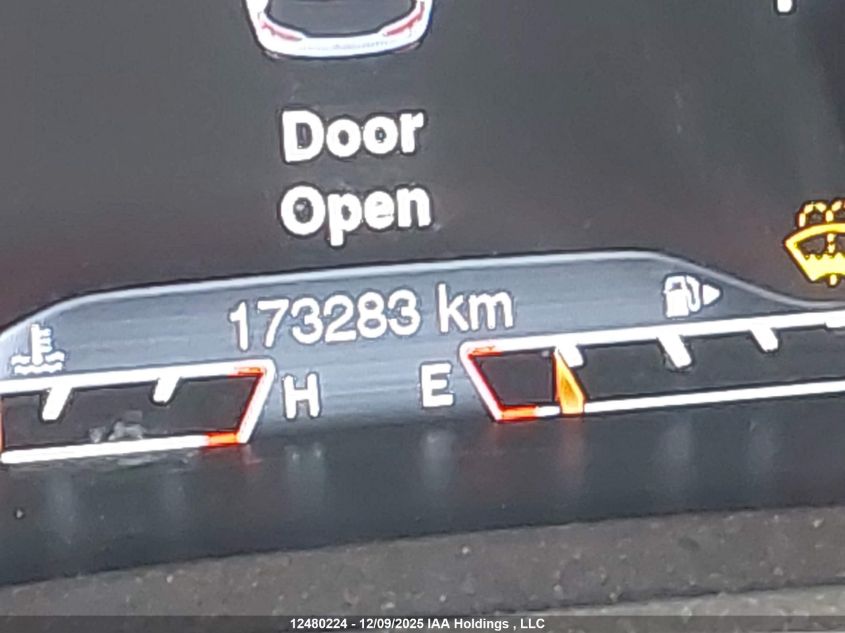 Door
Open
173283 km
H E
12480224 - 12/09/2025 IAA Holdings , LLC